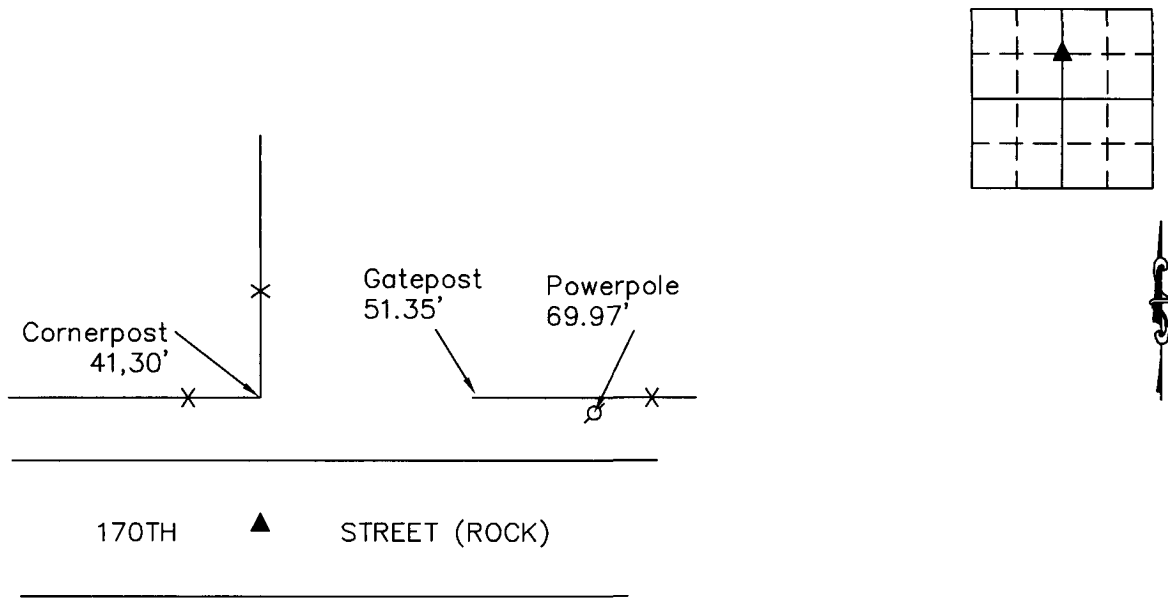 Gatepost
51.35'
Powerpole
69.97'
Cornerpost
41,30'
170TH STREET (ROCK)